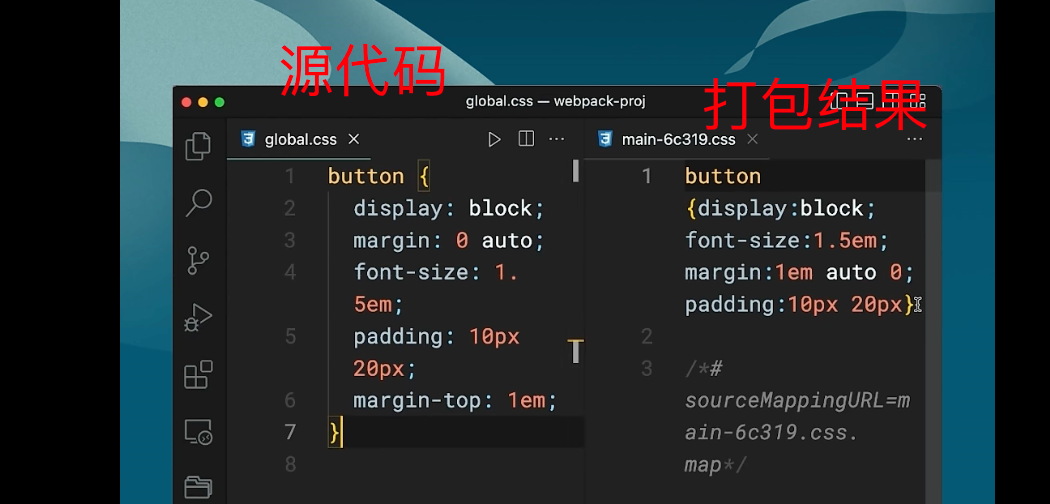 源代码
打包结果
global.css — webpack-proj
global.css
main-6c319.css
1 button {
2 display: block;
3 margin: 0 auto;
4 font-size: 1.
5em;
5 padding: 10px
20px;
6 margin-top: 1em;
7 }
8
1 button
{display:block;
font-size:1.5em;
margin:1em auto 0;
padding:10px 20px}
2
3 /*#
sourceMappingURL=m
ain-6c319.css.
map*/